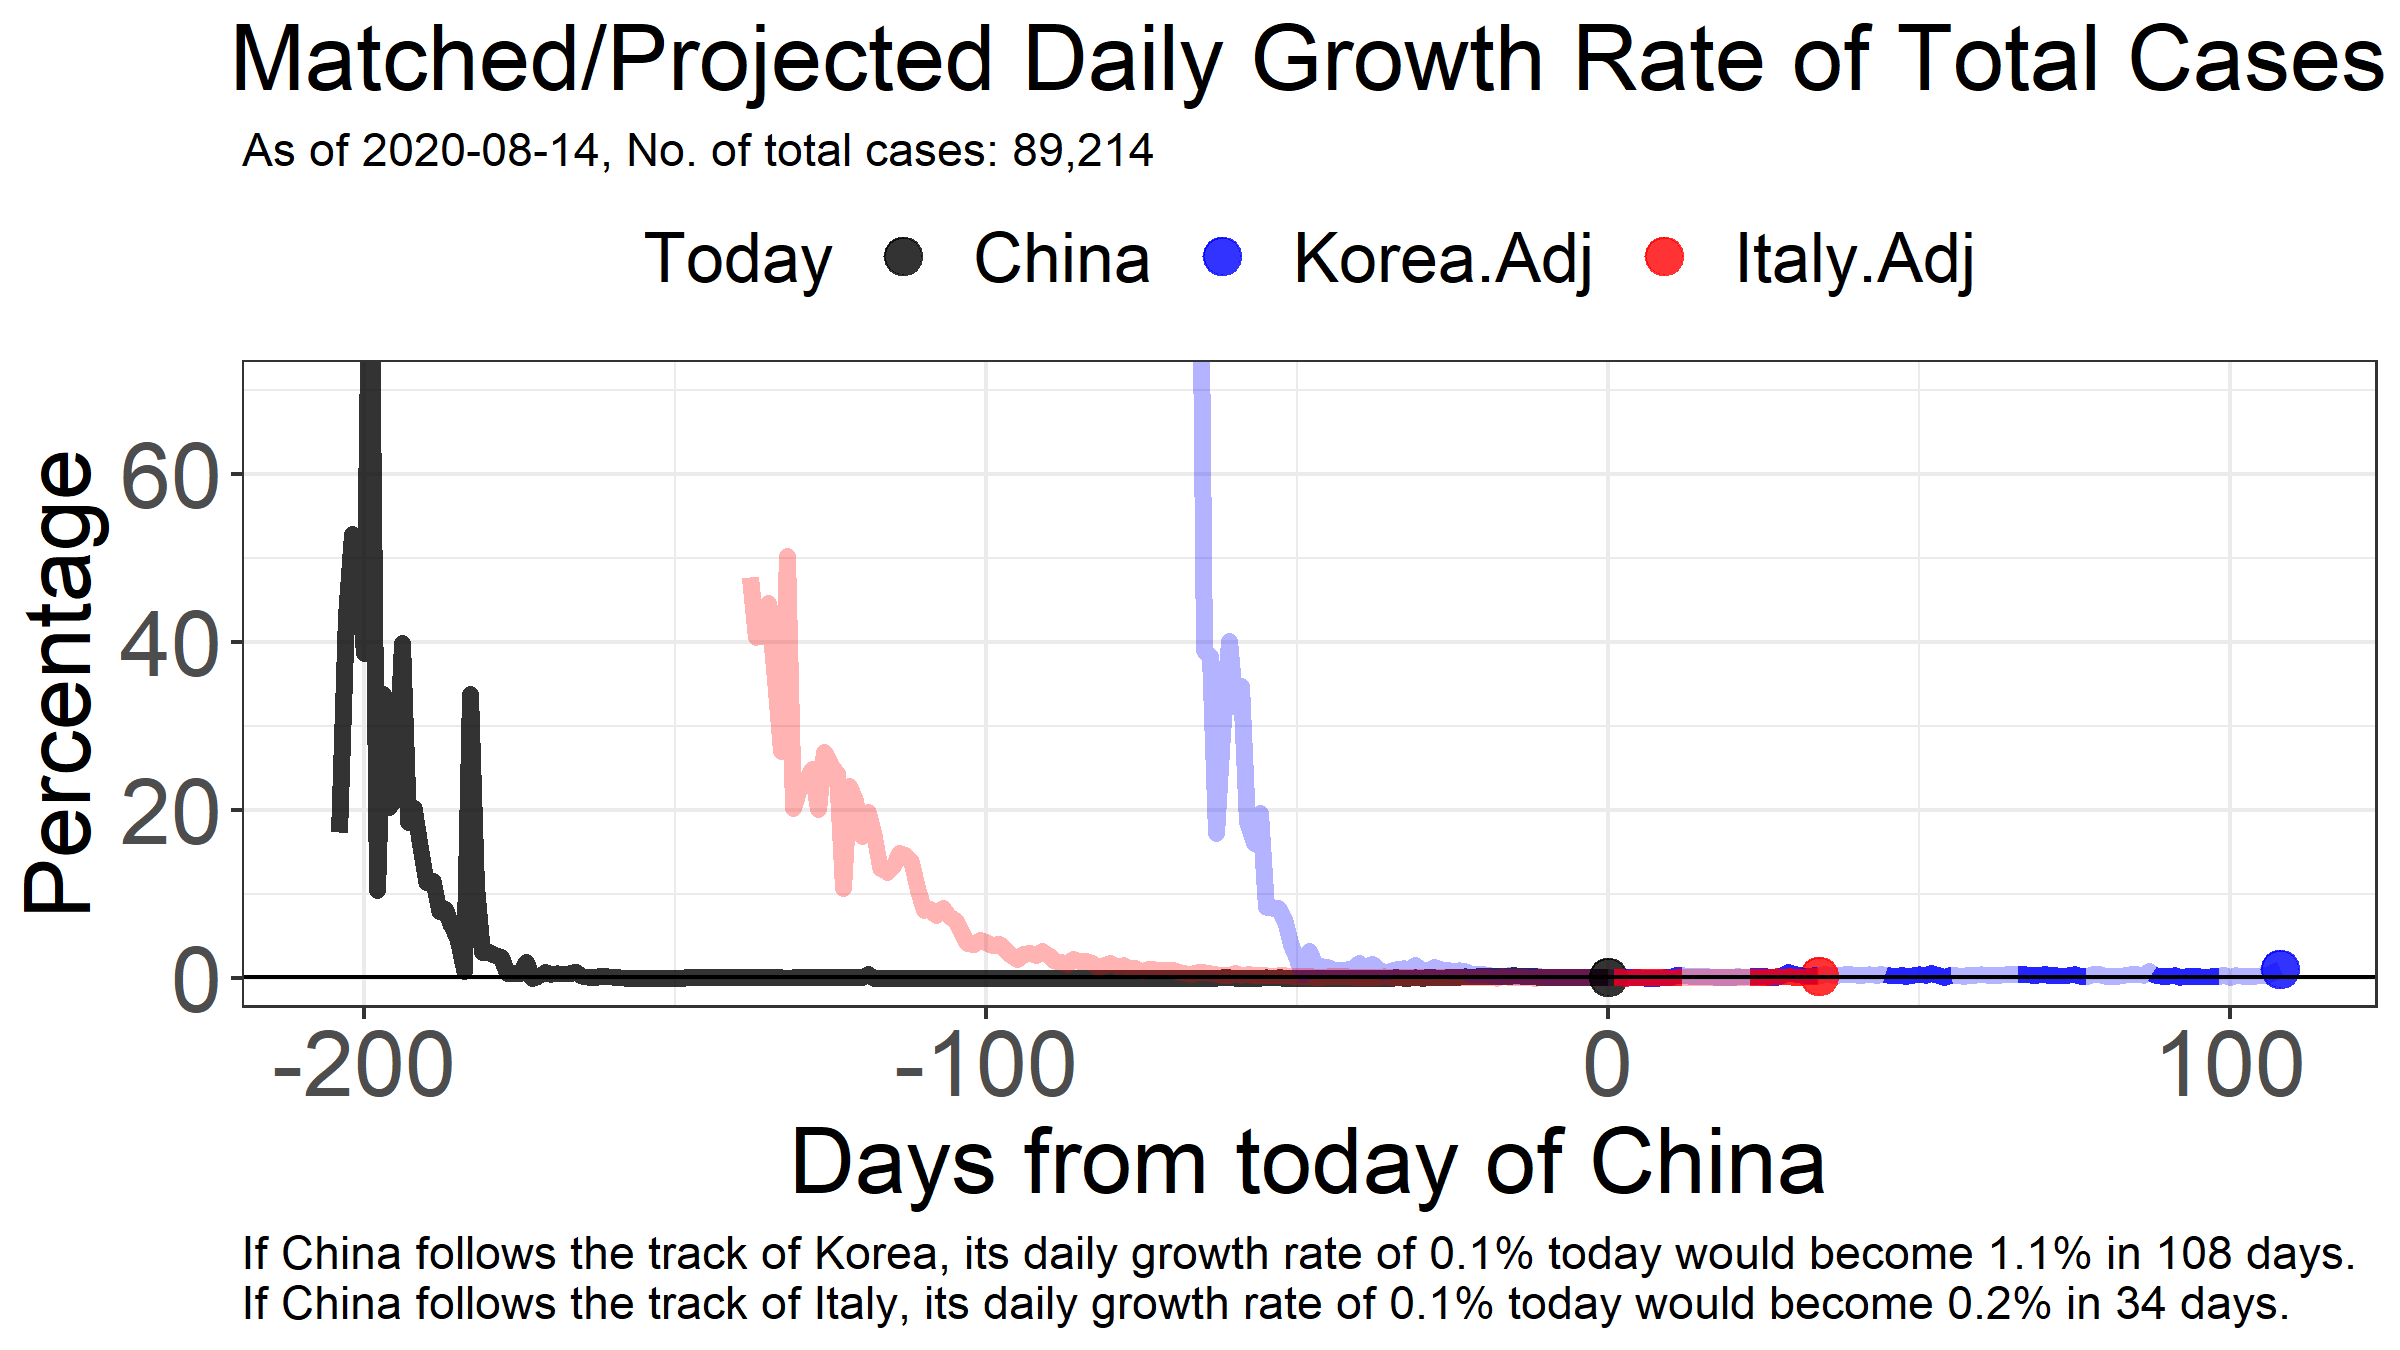 Matched/Projected Daily Growth Rate of Total Cases
As of 2020-08-14, No. of total cases: 89,214
Today China Korea.Adj Italy.Adj
Percentage
60
40
20
0
-200 -100 0 100
Days from today of China
If China follows the track of Korea, its daily growth rate of 0.1% today would become 1.1% in 108 days.
If China follows the track of Italy, its daily growth rate of 0.1% today would become 0.2% in 34 days.